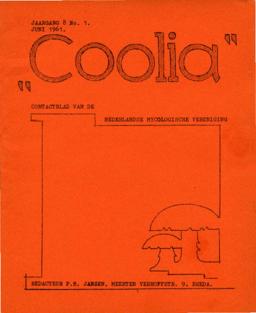 JAARGANG 8 No. 1.
JUNI 1961.
"Coolia"
CONTACTBLAD VAN DE
NEDERLANDSE MYCOLOGISCHE VERENIGING
REDACTEUR P.B. JANSEN, MEESTER VERHOFFSTR. 9, BREDA.